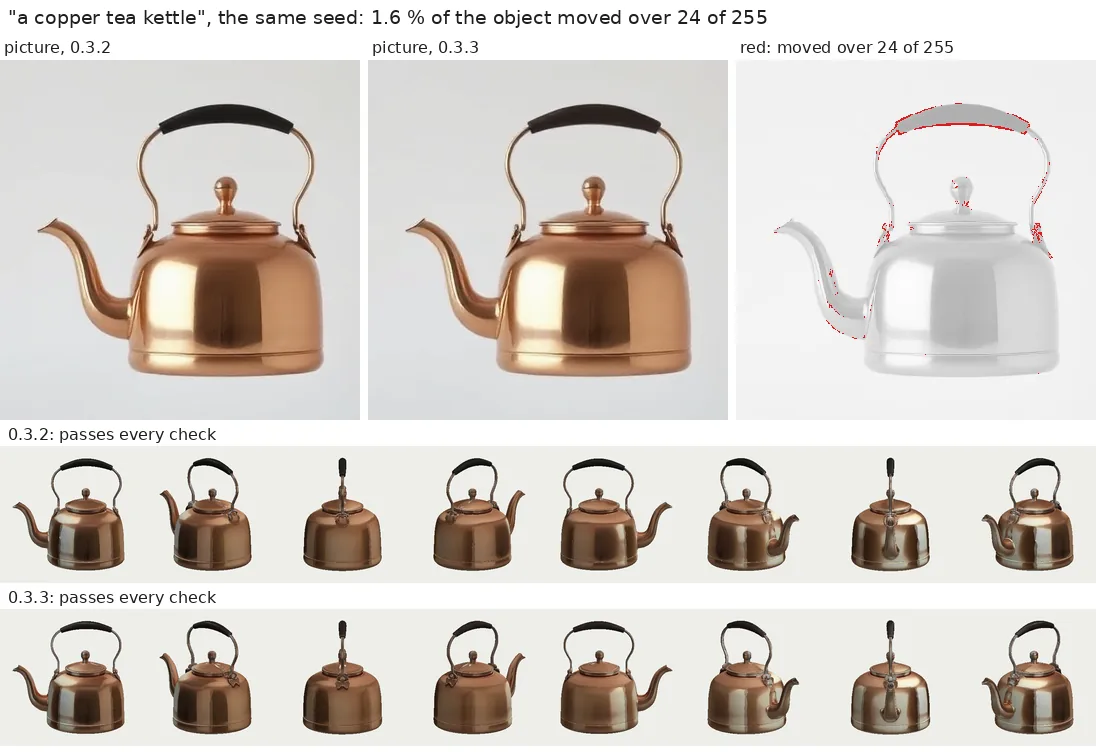 "a copper tea kettle", the same seed: 1.6 % of the object moved over 24 of 255
picture, 0.3.2
picture, 0.3.3
red: moved over 24 of 255
0.3.2: passes every check
0.3.3: passes every check